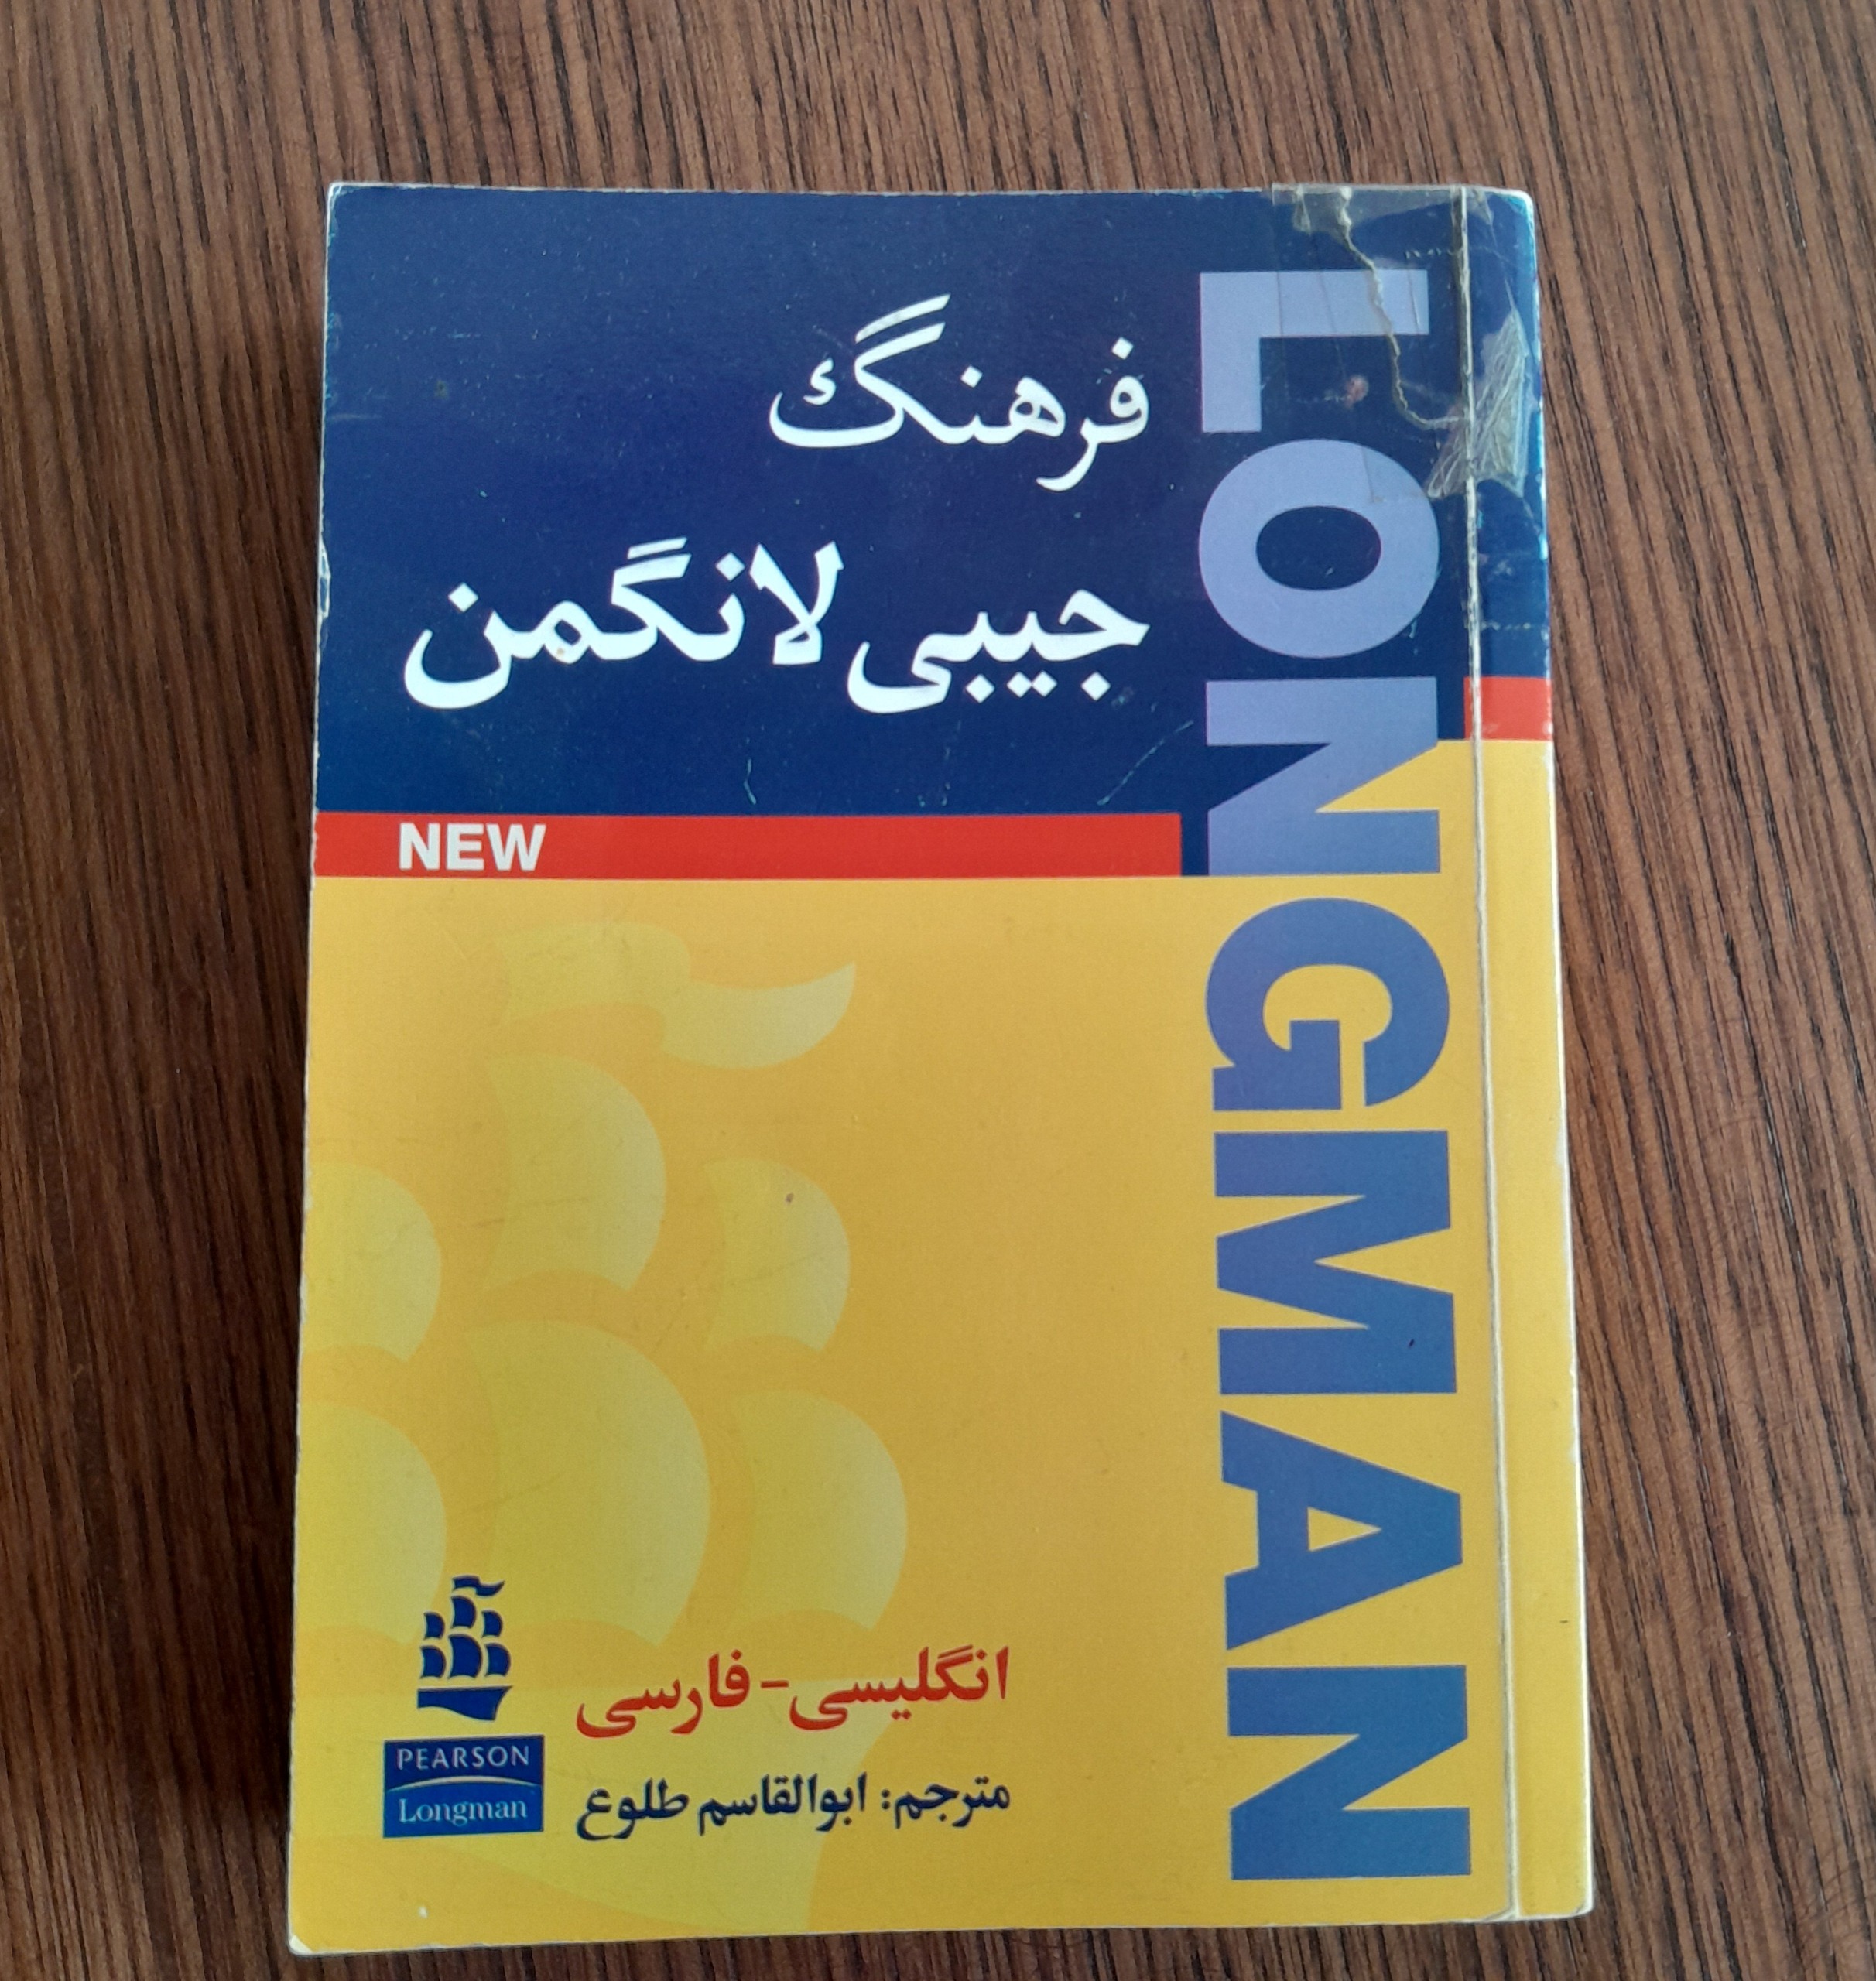 فرهنگ
جیبی لانگمن
LONGMAN
NEW
انگلیسی - فارسی
مترجم: ابوالقاسم طلوع
PEARSON
Longman